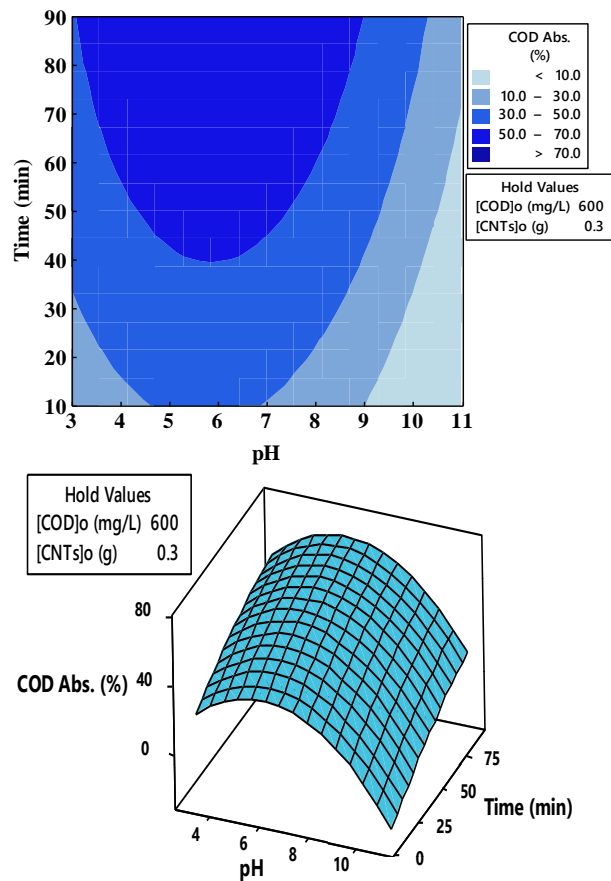 90
80
70
60
50
40
30
20
10
Time (min)
3 4 5 6 7 8 9 10 11
pH
COD Abs.
(%)
< 10.0
10.0 – 30.0
30.0 – 50.0
50.0 – 70.0
> 70.0
Hold Values
[COD]o (mg/L) 600
[CNTs]o (g) 0.3
Hold Values
[COD]o (mg/L) 600
[CNTs]o (g) 0.3
80
40
0
COD Abs. (%)
4 6 8 10
pH
0 25 50 75
Time (min)